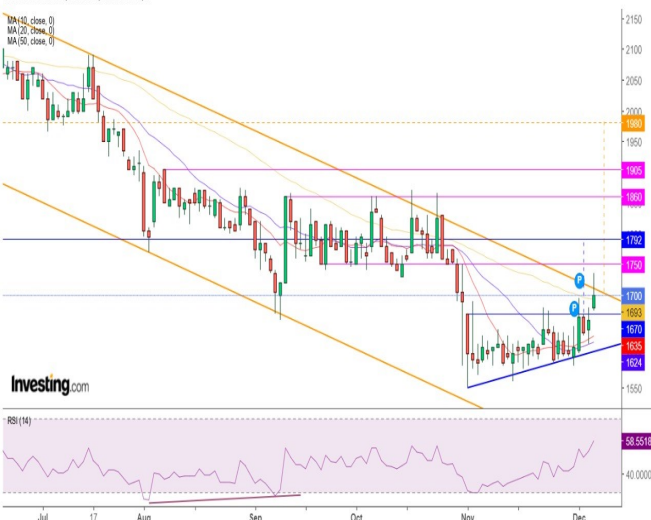 MA (10, close, 0)
MA (20, close, 0)
MA (50, close, 0)
2150
2100
2050
2000
1980
1950
1905
1860
1792
1750
1700
1693
1670
1635
1624
1550
P
P
Investing.com
RSI (14)
58.5518
40.0000
Jul
17
Aug
Sep
Oct
Nov
Dec